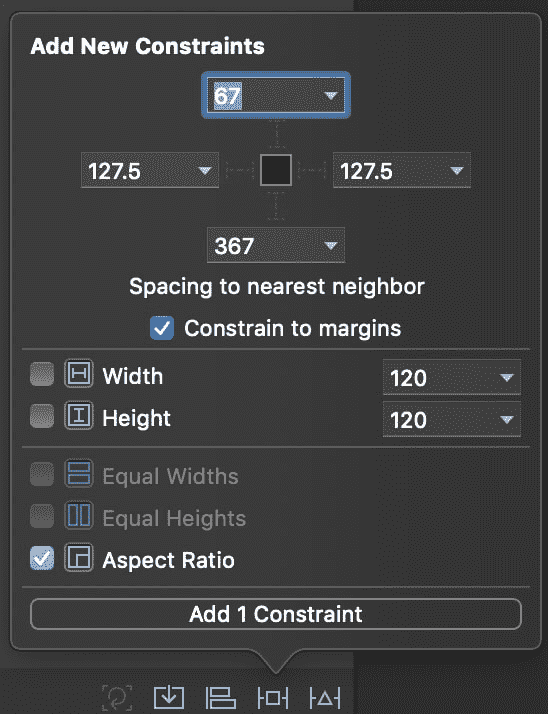 Add New Constraints
67
127.5 127.5
367
Spacing to nearest neighbor
Constrain to margins
Width 120
Height 120
Equal Widths
Equal Heights
Aspect Ratio
Add 1 Constraint